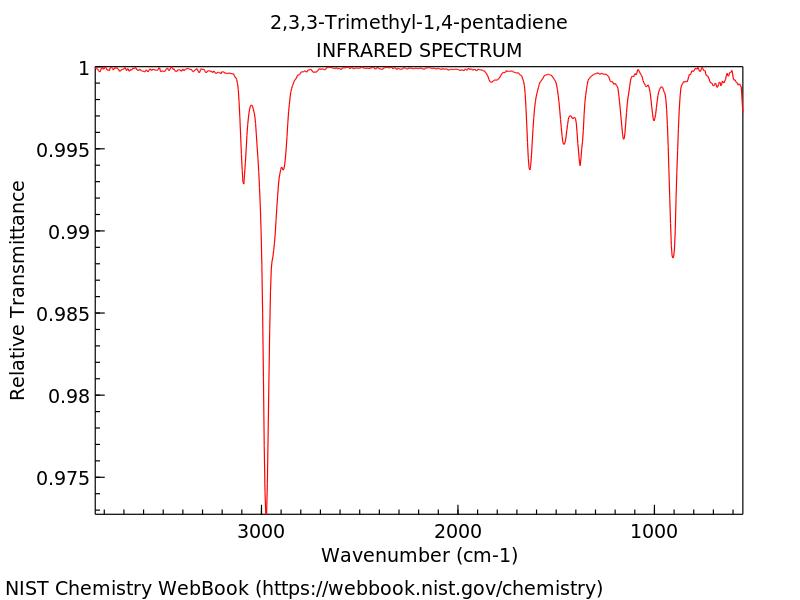 2,3,3-Trimethyl-1,4-pentadiene
INFRARED SPECTRUM
1
0.995
0.99
0.985
0.98
0.975
Relative Transmittance
3000 2000 1000
Wavenumber (cm-1)
NIST Chemistry WebBook (https://webbook.nist.gov/chemistry)